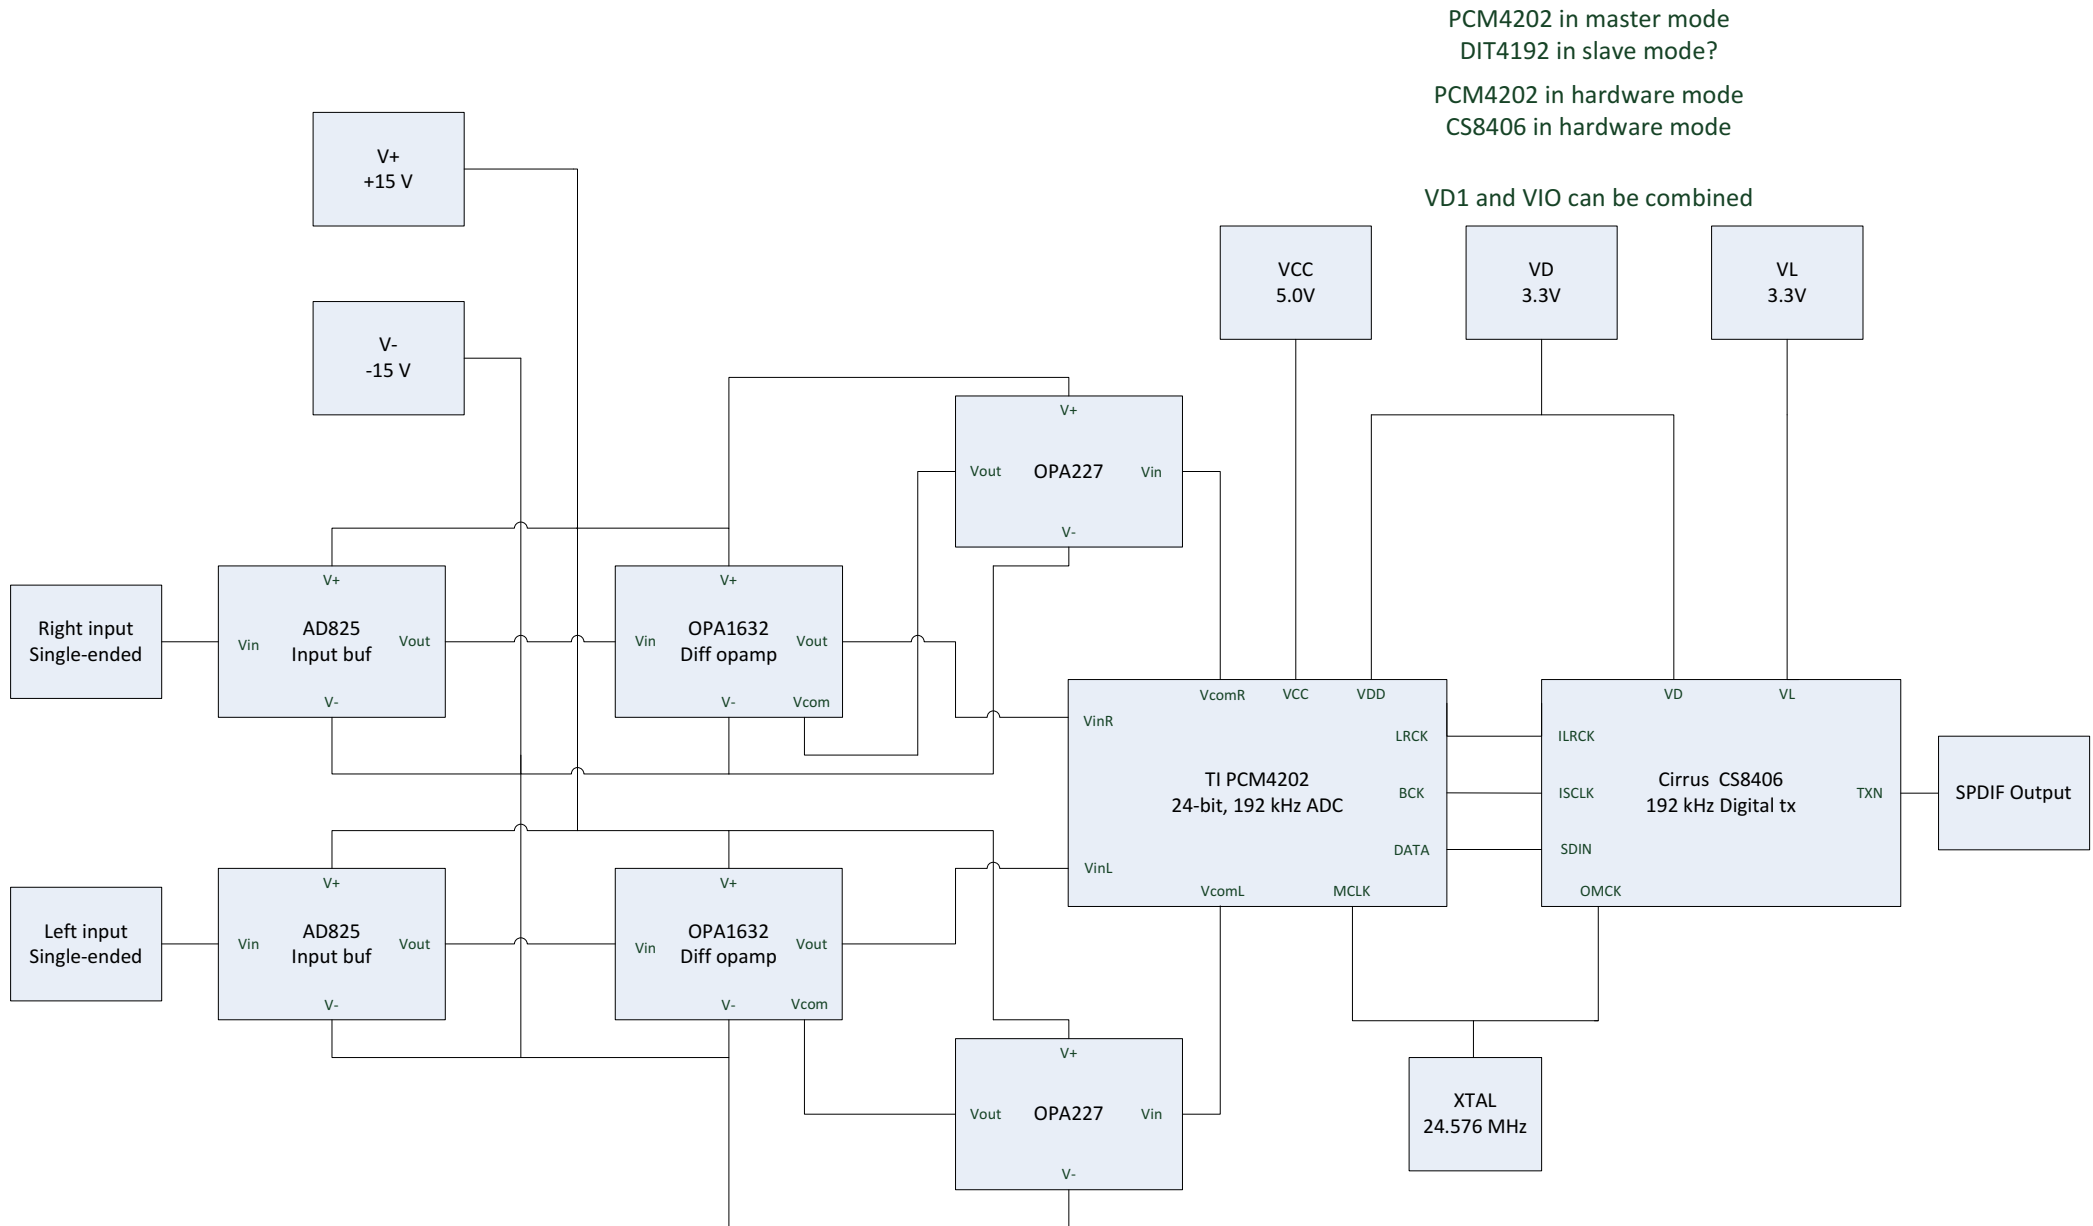 PCM4202 in master mode
DIT4192 in slave mode?
PCM4202 in hardware mode
CS8406 in hardware mode
VD1 and VIO can be combined
V+
+15 V
V-
-15 V
VCC
5.0V
VD
3.3V
VL
3.3V
V+
Vout
OPA227
Vin
V-
Right input
Single-ended
V+
Vin
AD825
Input buf
Vout
V-
V+
Vin
OPA1632
Diff opamp
Vout
V-
Vcom
VcomR
VCC
VDD
VinR
LRCK
TI PCM4202
24-bit, 192 kHz ADC
BCK
DATA
VinL
VcomL
MCLK
VD
VL
ILRCK
Cirrus CS8406
192 kHz Digital tx
ISCLK
TXN
SDIN
OMCK
SPDIF Output
Left input
Single-ended
V+
Vin
AD825
Input buf
Vout
V-
V+
Vin
OPA1632
Diff opamp
Vout
V-
Vcom
V+
Vout
OPA227
Vin
V-
XTAL
24.576 MHz